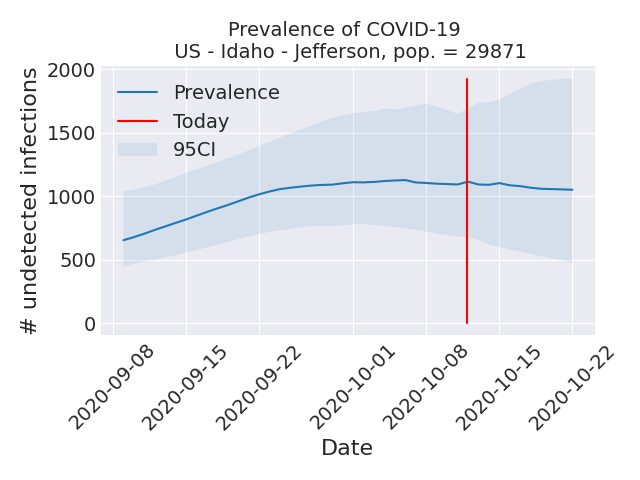 Prevalence of COVID-19
US - Idaho - Jefferson, pop. = 29871
# undetected infections
2000
1500
1000
500
0
Prevalence
Today
95CI
2020-09-08
2020-09-15
2020-09-22
2020-10-01
2020-10-08
2020-10-15
2020-10-22
Date